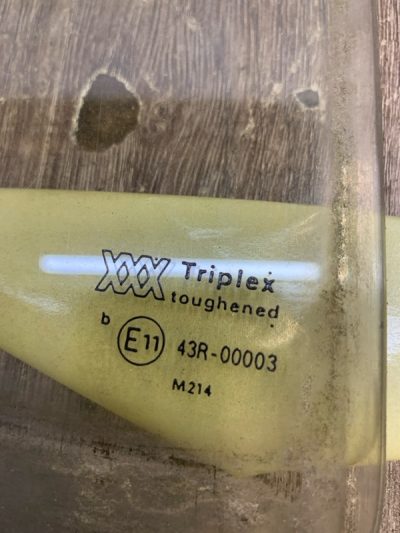 XXX Triplex
toughened
b E11 43R-00003
M214